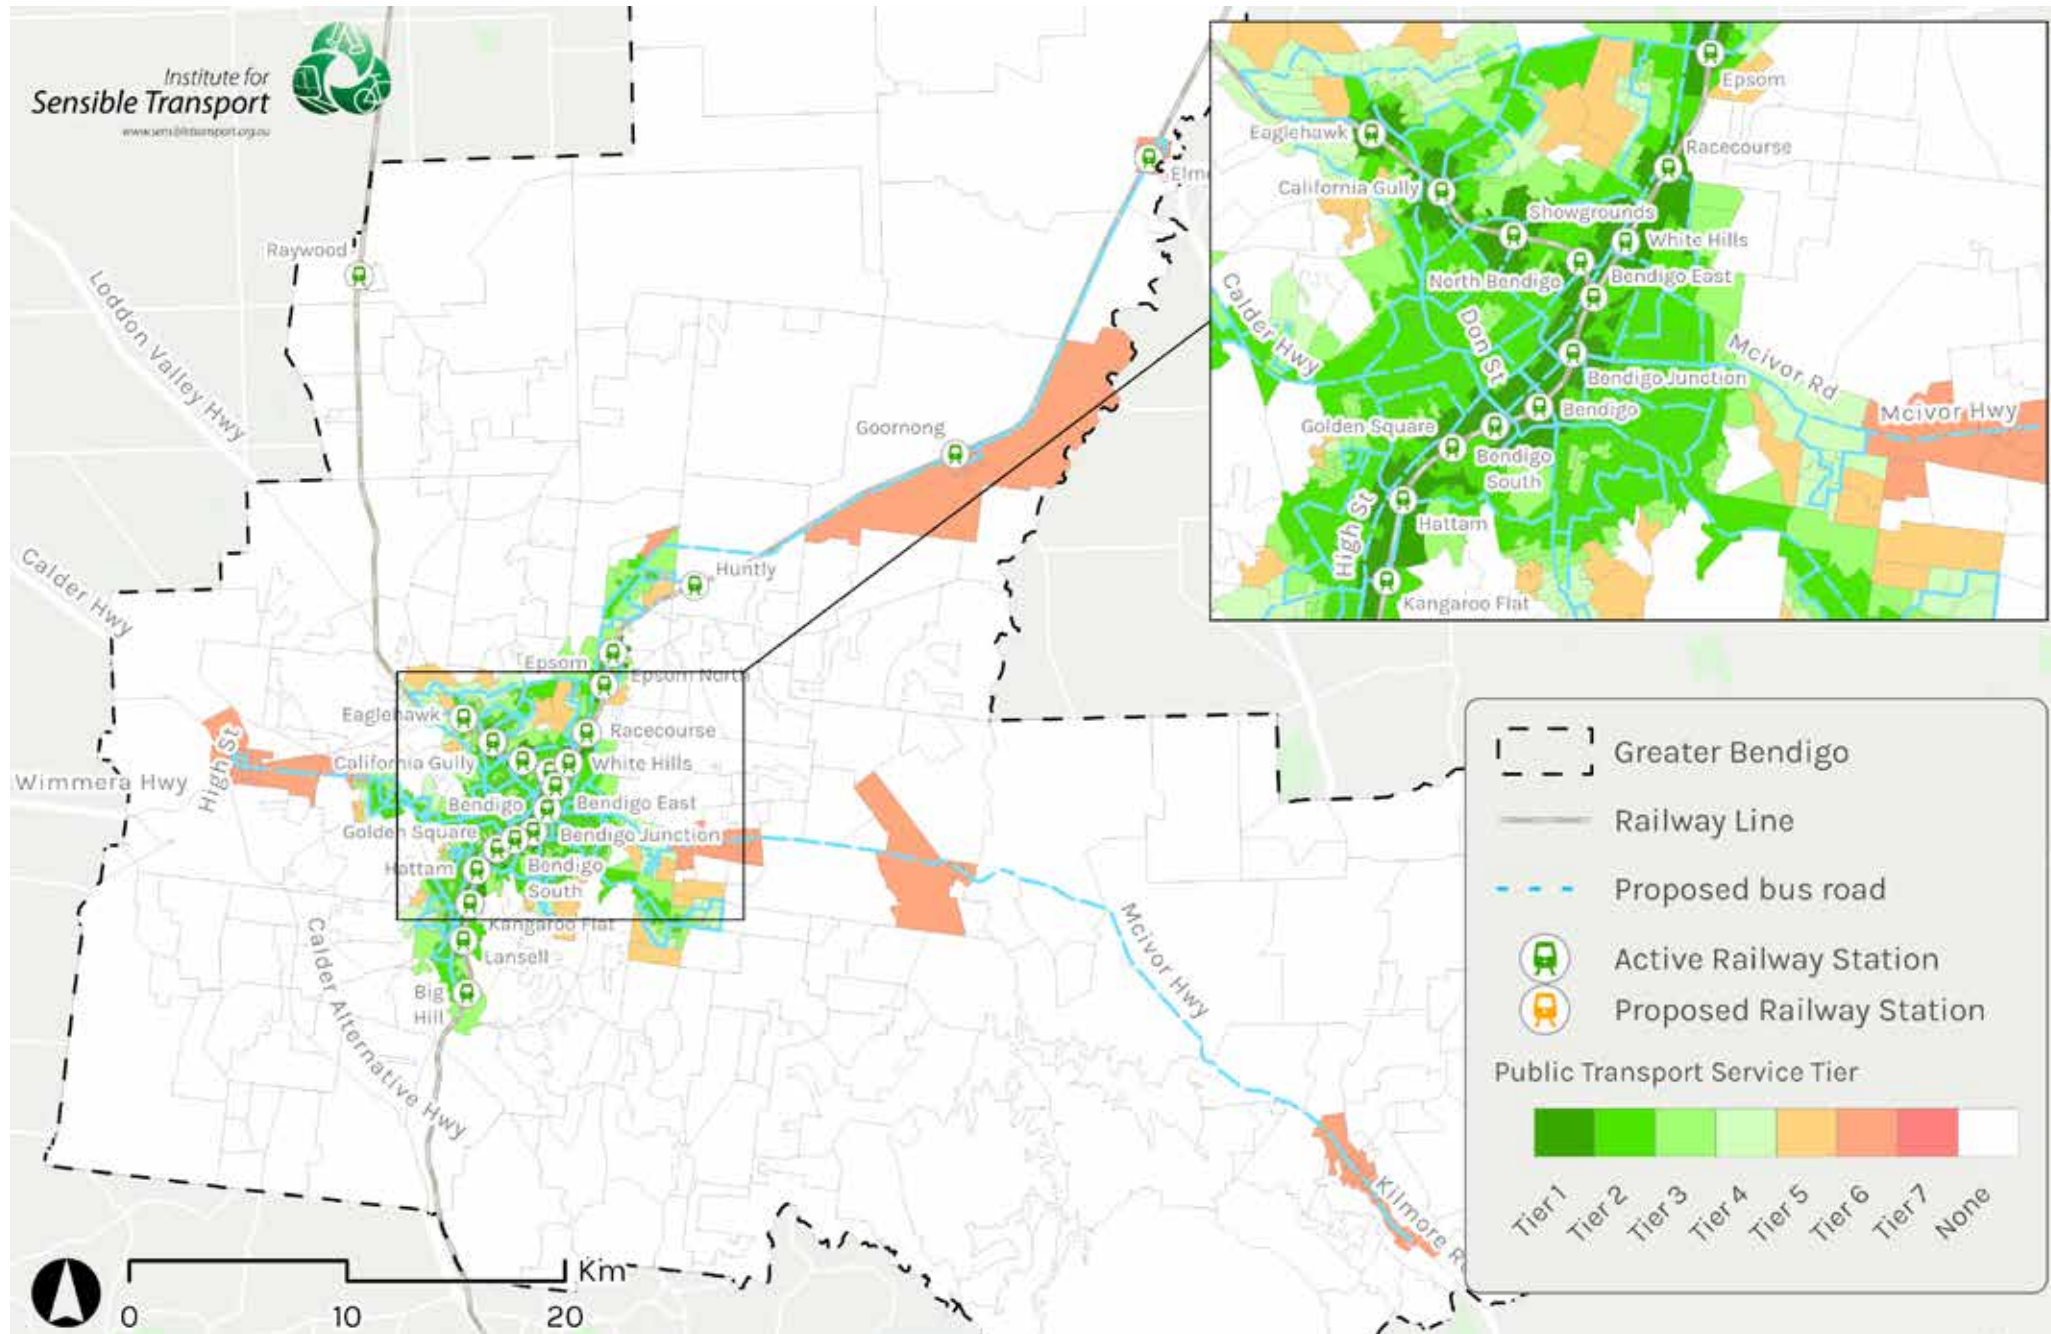 Institute for
Sensible Transport
www.sensibletransport.org.au
Raywood
Loddon Valley Hwy
Calder Hwy
Wimmera Hwy
High St
Goornong
Huntly
Epsom
Epsom North
Eaglehawk
Racecourse
California Gully
White Hills
Bendigo
Bendigo East
Golden Square
Bendigo Junction
Hattam
Bendigo
South
Kangaroo Flat
Lansell
Big
Hill
Calder Alternative Hwy
McIvor Hwy
Kilmore
Km
0
10
20
Epsom
Eaglehawk
Racecourse
California Gully
Showgrounds
White Hills
North Bendigo
Bendigo East
Calder Hwy
Don St
McIvor Rd
Bendigo Junction
McIvor Hwy
Bendigo
Golden Square
Bendigo
South
High St
Hattam
Kangaroo Flat
Greater Bendigo
Railway Line
Proposed bus road
Active Railway Station
Proposed Railway Station
Public Transport Service Tier
Tier 1
Tier 2
Tier 3
Tier 4
Tier 5
Tier 6
Tier 7
None